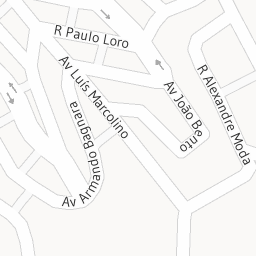 R Paulo Loro
Av Luís Marcolino
Av João Bento
R Alexandre Moda
Av Armando Bagnara